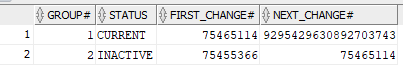 GROUP# STATUS FIRST_CHANGE# NEXT_CHANGE#
1 1 CURRENT 75465114 9295429630892703743
2 2 INACTIVE 75455366 75465114